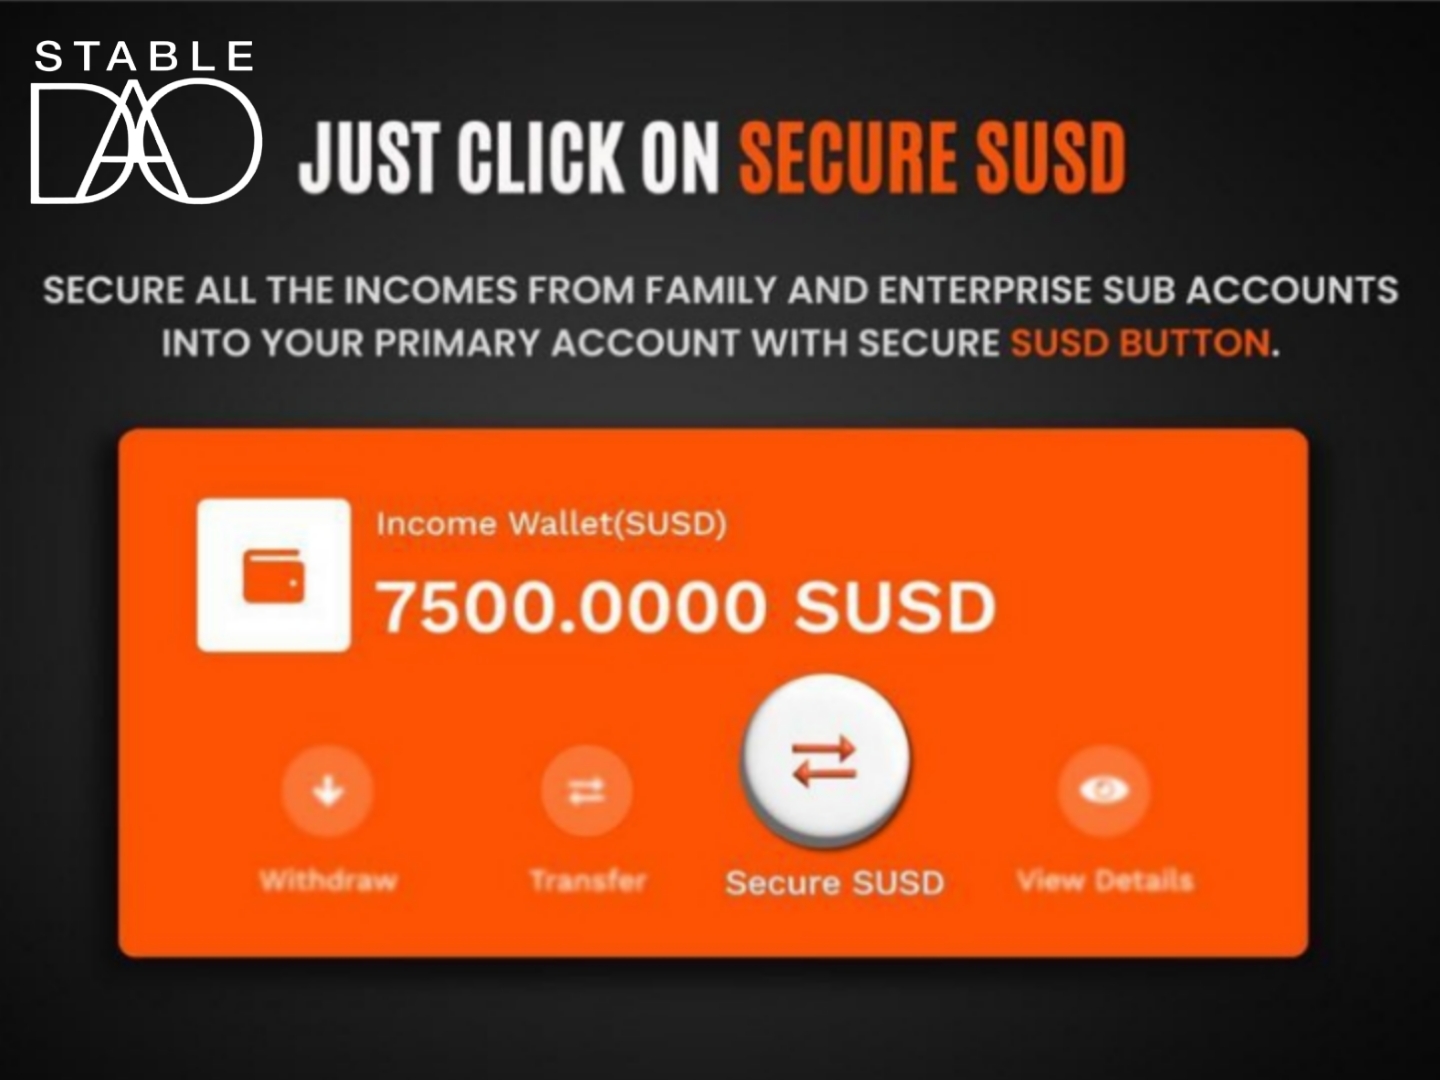 STABLE
DAO
JUST CLICK ON SECURE SUSD
SECURE ALL THE INCOMES FROM FAMILY AND ENTERPRISE SUB ACCOUNTS
INTO YOUR PRIMARY ACCOUNT WITH SECURE SUSD BUTTON.
Income Wallet(SUSD)
7500.0000 SUSD
Withdraw Transfer Secure SUSD View Details